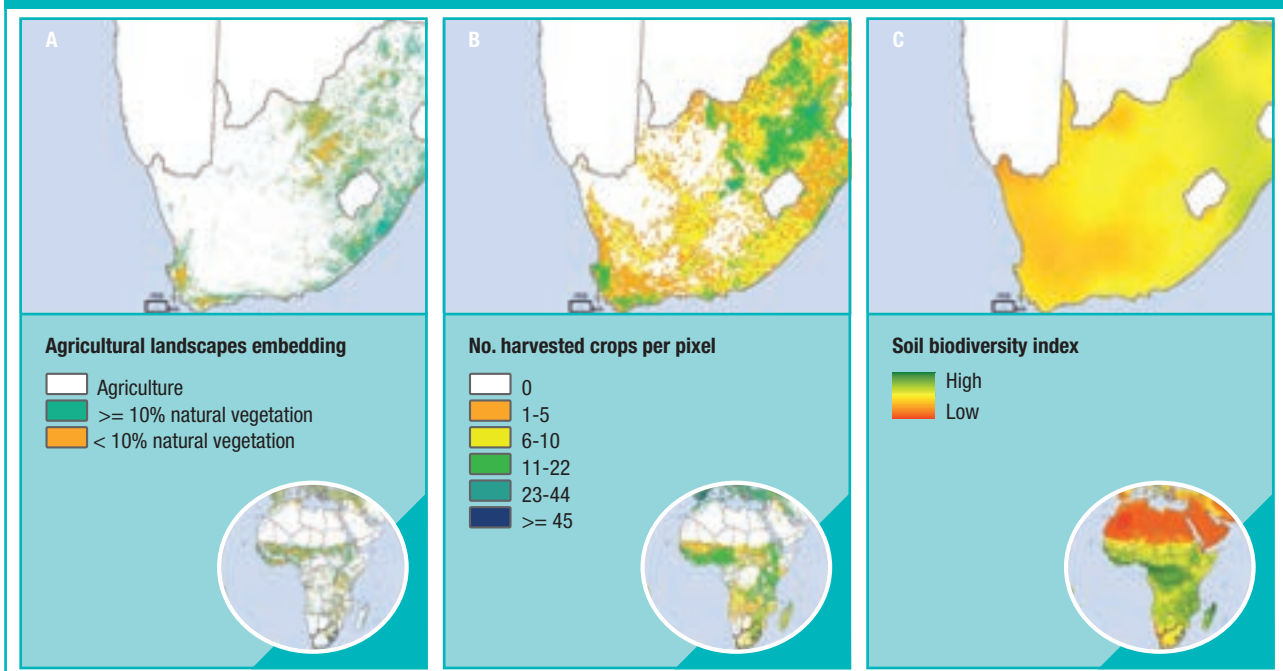 A
B
C
Agricultural landscapes embedding
Agriculture
>= 10% natural vegetation
< 10% natural vegetation
No. harvested crops per pixel
0
1-5
6-10
11-22
23-44
>= 45
Soil biodiversity index
High
Low